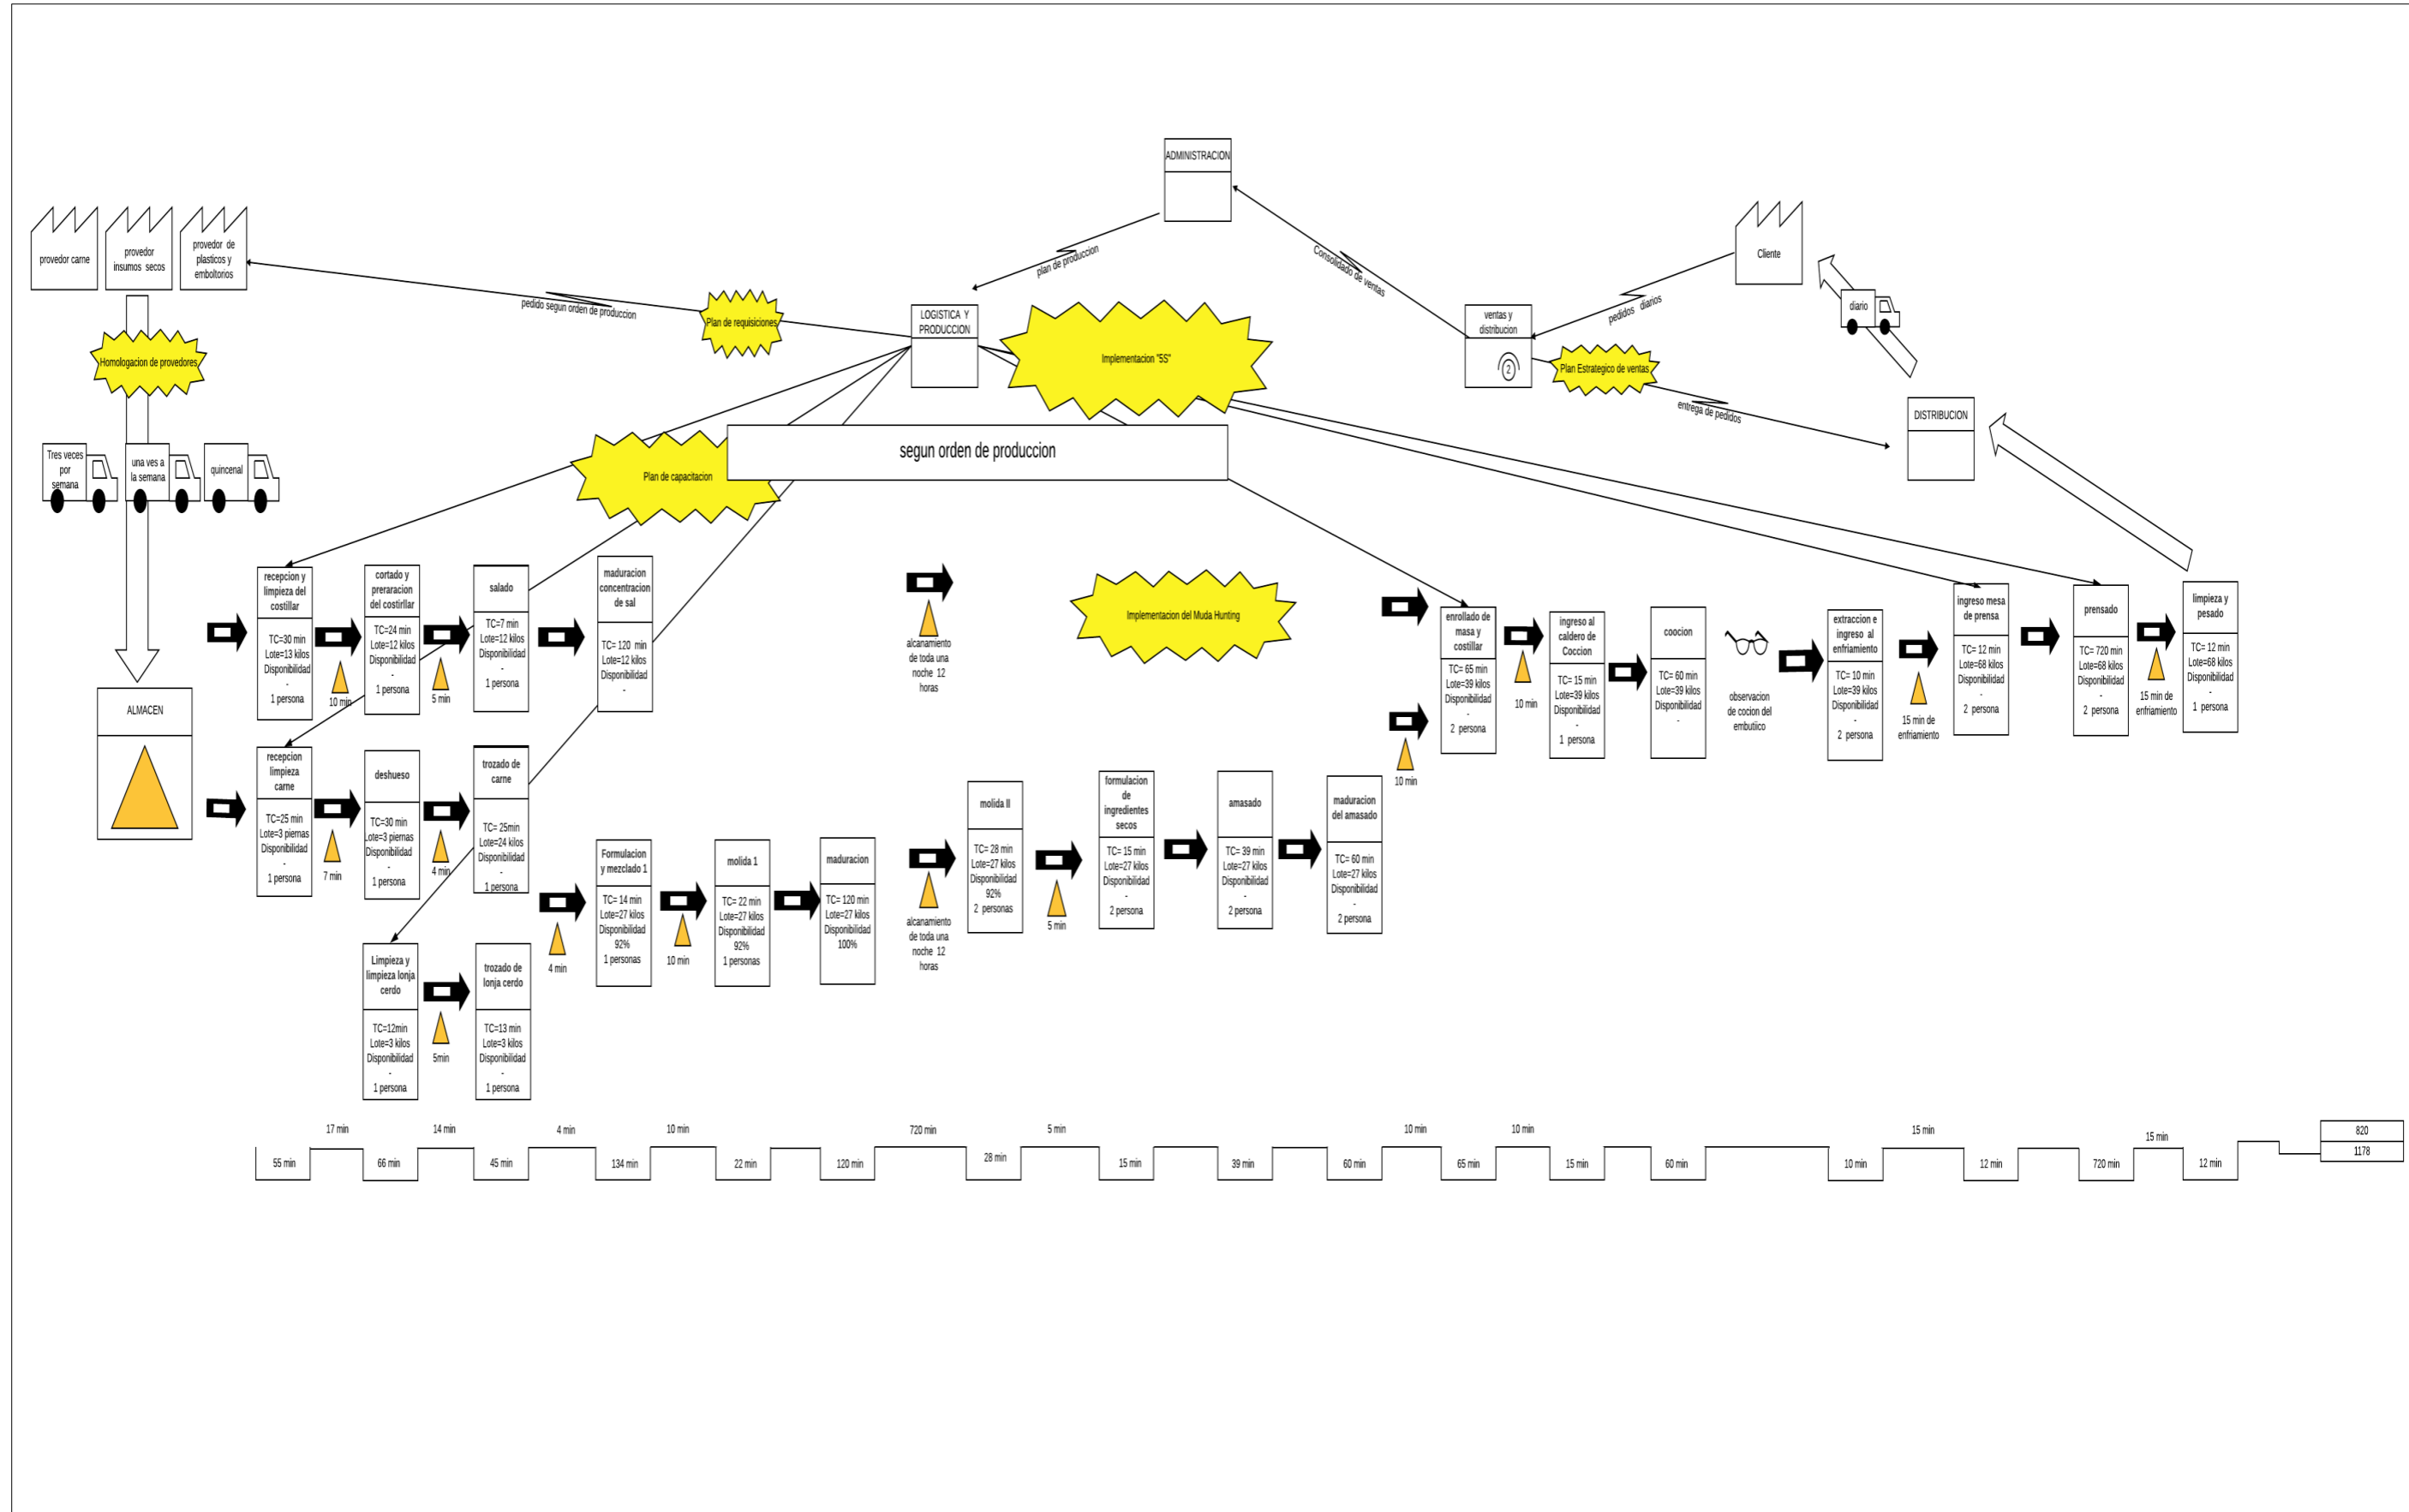 ADMINISTRACION
provedor carne
provedor
insumos secos
provedor de
plasticos y
emboltorios
Cliente
plan de produccion
Consolidado de ventas
pedidos diarios
diario
pedido segun orden de produccion
Plan de requisiciones
LOGISTICA Y
PRODUCCION
Implementacion "5S"
ventas y
distribucion
2
Plan Estrategico de ventas
entrega de pedidos
Homologacion de provedores
DISTRIBUCION
Tres veces
por
semana
una ves a
la semana
quincenal
Plan de capacitacion
segun orden de produccion
recepcion y
limpieza del
costillar
TC=30 min
Lote=13 kilos
Disponibilidad
-
1 persona
10 min
cortado y
preraracion
del costirllar
TC=24 min
Lote=12 kilos
Disponibilidad
-
1 persona
5 min
salado
TC=7 min
Lote=12 kilos
Disponibilidad
-
1 persona
maduracion
concentracion
de sal
TC= 120 min
Lote=12 kilos
Disponibilidad
-
alcanamiento
de toda una
noche 12
horas
Implementacion del Muda Hunting
enrollado de
masa y
costillar
TC= 65 min
Lote=39 kilos
Disponibilidad
-
2 persona
10 min
ingreso al
caldero de
Coccion
TC= 15 min
Lote=39 kilos
Disponibilidad
-
1 persona
coocion
TC= 60 min
Lote=39 kilos
Disponibilidad
-
observacion
de cocion del
embutiico
extraccion e
ingreso al
enfriamiento
TC= 10 min
Lote=39 kilos
Disponibilidad
-
2 persona
15 min de
enfriamiento
ingreso mesa
de prensa
TC= 12 min
Lote=68 kilos
Disponibilidad
-
2 persona
prensado
TC= 720 min
Lote=68 kilos
Disponibilidad
-
2 persona
15 min de
enfriamiento
limpieza y
pesado
TC= 12 min
Lote=68 kilos
Disponibilidad
-
1 persona
ALMACEN
recepcion
limpieza
carne
TC=25 min
Lote=3 piernas
Disponibilidad
-
1 persona
7 min
deshueso
TC=30 min
Lote=3 piernas
Disponibilidad
-
1 persona
4 min
trozado de
carne
TC= 25min
Lote=24 kilos
Disponibilidad
-
1 persona
4 min
Formulacion
y mezclado 1
TC= 14 min
Lote=27 kilos
Disponibilidad
92%
1 personas
10 min
molida 1
TC= 22 min
Lote=27 kilos
Disponibilidad
92%
1 personas
maduracion
TC= 120 min
Lote=27 kilos
Disponibilidad
100%
alcanamiento
de toda una
noche 12
horas
molida II
TC= 28 min
Lote=27 kilos
Disponibilidad
92%
2 personas
5 min
formulacion
de
ingredientes
secos
TC= 15 min
Lote=27 kilos
Disponibilidad
-
2 persona
amasado
TC= 39 min
Lote=27 kilos
Disponibilidad
-
2 persona
maduracion
del amasado
TC= 60 min
Lote=27 kilos
Disponibilidad
-
2 persona
10 min
Limpieza y
limpieza lonja
cerdo
TC=12min
Lote=3 kilos
Disponibilidad
-
1 persona
5min
trozado de
lonja cerdo
TC=13 min
Lote=3 kilos
Disponibilidad
-
1 persona
17 min
14 min
4 min
10 min
720 min
5 min
10 min
10 min
15 min
15 min
820
1178
55 min
66 min
45 min
134 min
22 min
120 min
28 min
15 min
39 min
60 min
65 min
15 min
60 min
10 min
12 min
720 min
12 min